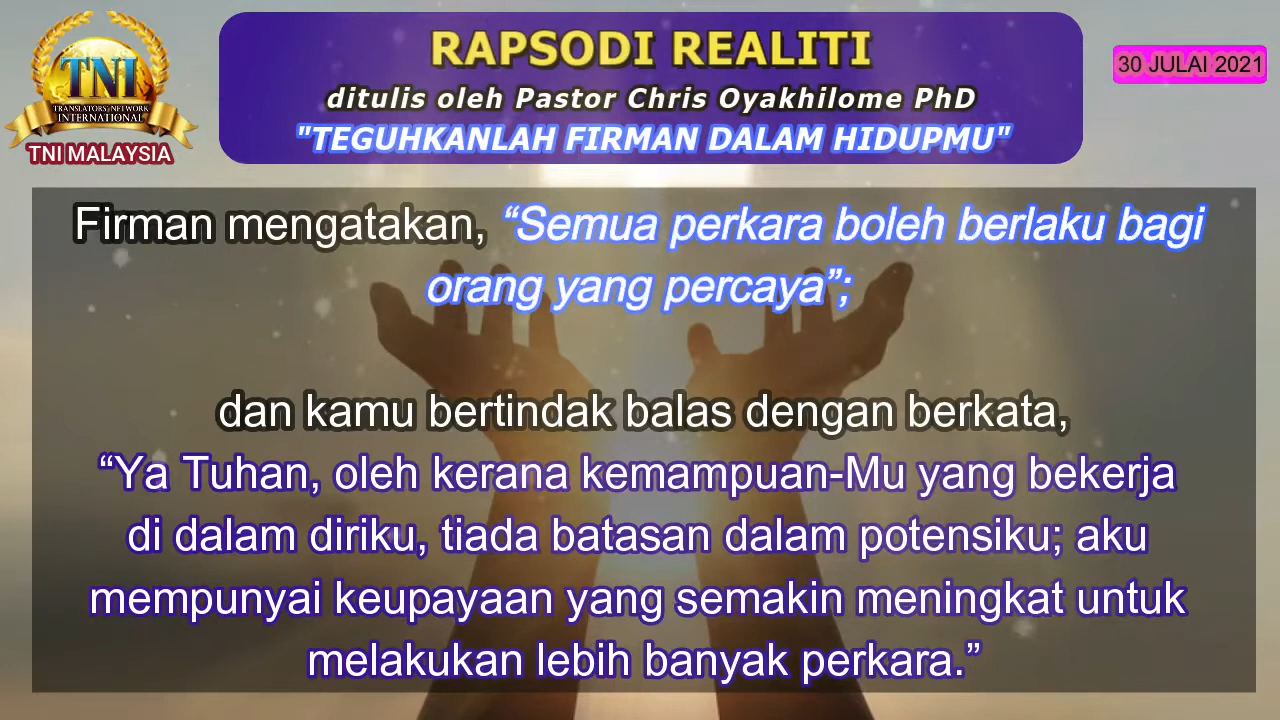 TNI
TRANSLATORS' NETWORK
INTERNATIONAL
TNI MALAYSIA
RAPSODI REALITI
ditulis oleh Pastor Chris Oyakhilome PhD
"TEGUHKANLAH FIRMAN DALAM HIDUPMU"
30 JULAI 2021
Firman mengatakan, “Semua perkara boleh berlaku bagi
orang yang percaya”;
dan kamu bertindak balas dengan berkata,
“Ya Tuhan, oleh kerana kemampuan-Mu yang bekerja
di dalam diriku, tiada batasan dalam potensiku; aku
mempunyai keupayaan yang semakin meningkat untuk
melakukan lebih banyak perkara.”